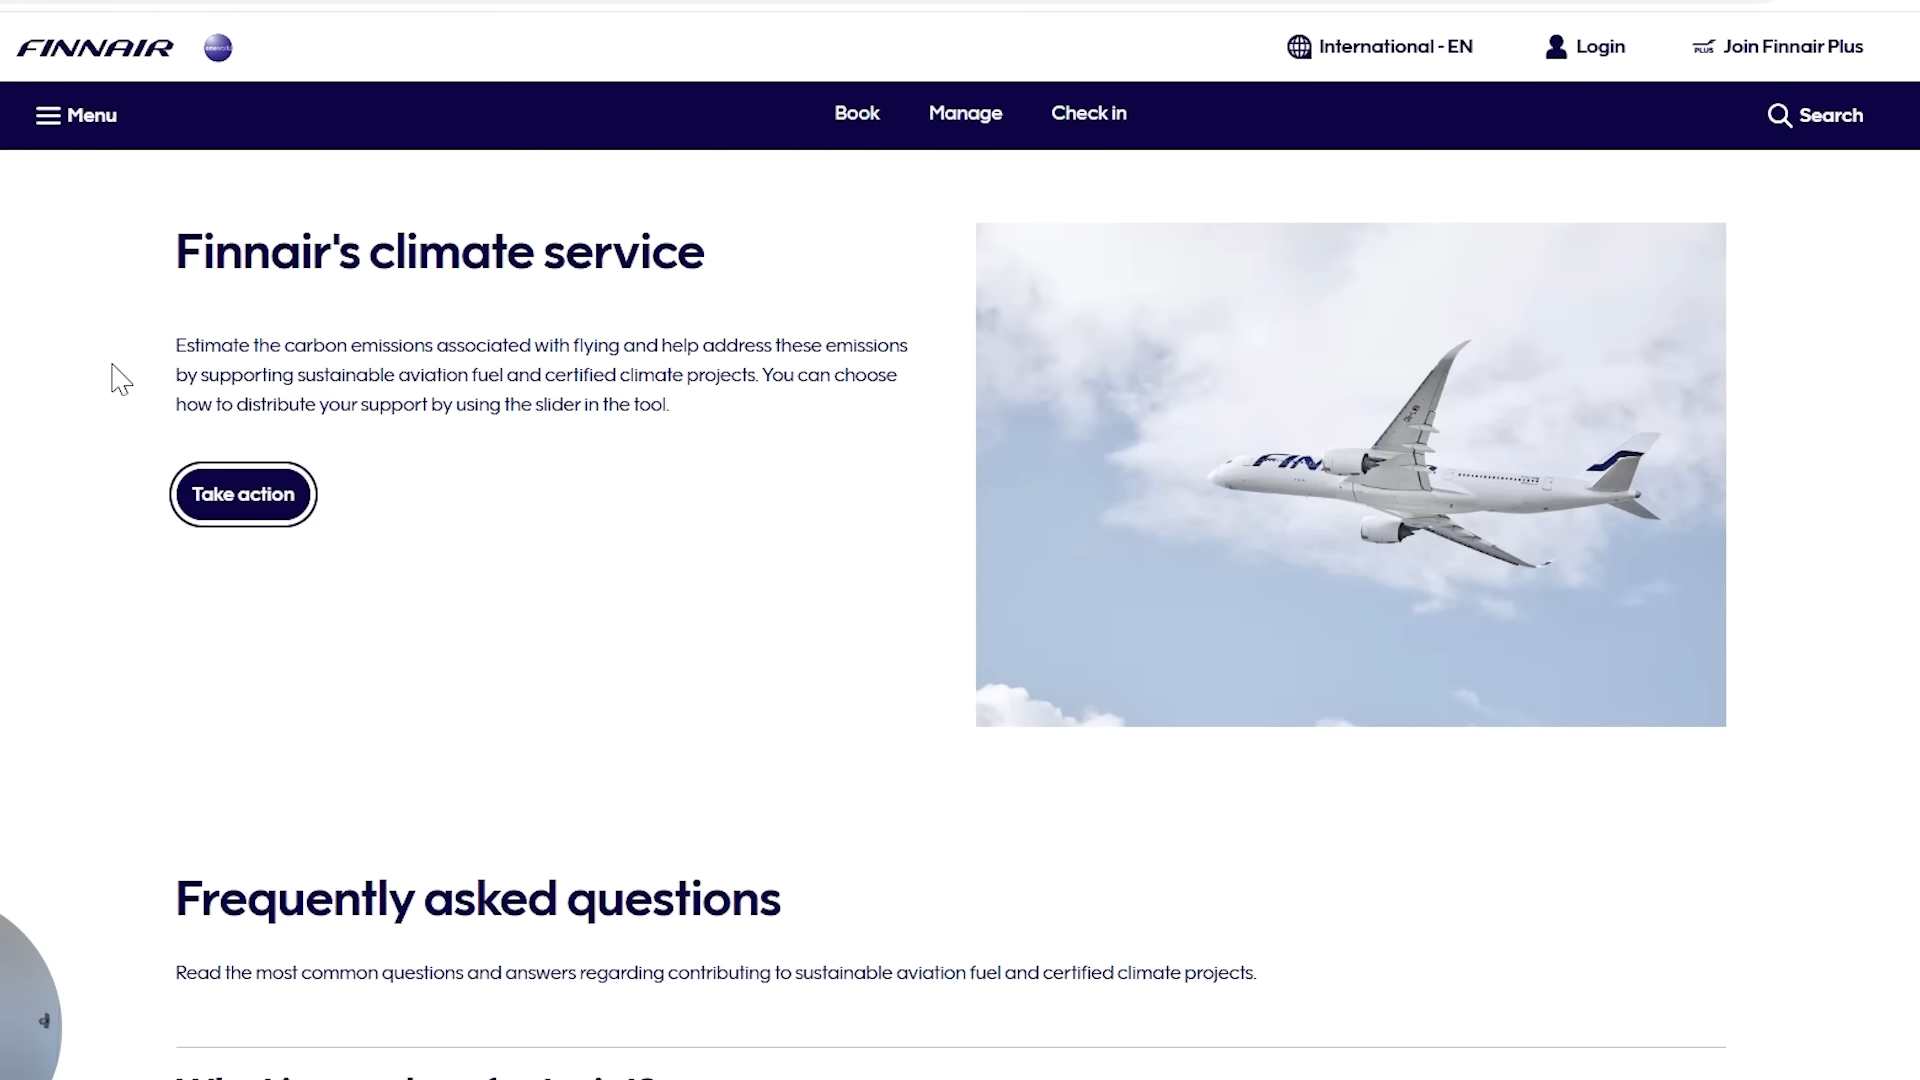 FINNAIR
oneworld
International - EN
Login
PLUS
Join Finnair Plus
Menu
Book
Manage
Check in
Search
Finnair's climate service
Estimate the carbon emissions associated with flying and help address these emissions
by supporting sustainable aviation fuel and certified climate projects. You can choose
how to distribute your support by using the slider in the tool.
Take action
FIN
Frequently asked questions
Read the most common questions and answers regarding contributing to sustainable aviation fuel and certified climate projects.